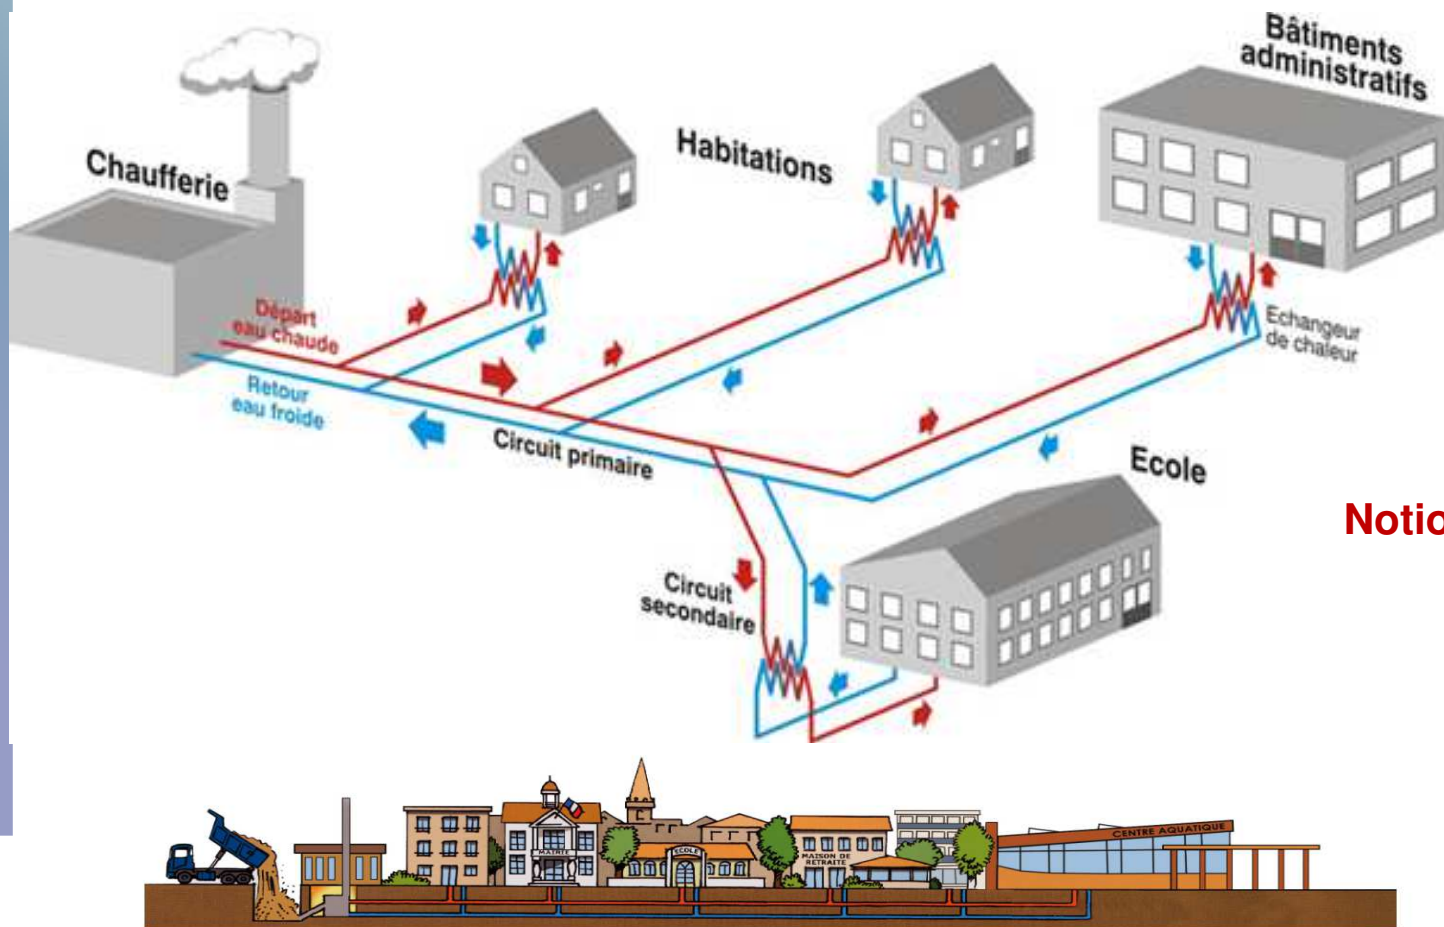 Bâtiments
administratifs
Habitations
Chaufferie
Départ
eau chaude
Echangeur
de chaleur
Retour
eau froide
Circuit primaire
Ecole
Notio
Circuit
secondaire
CENTRE AQUATIQUE
MAIRIE
ECOLE
MAISON DE
RETRAITE